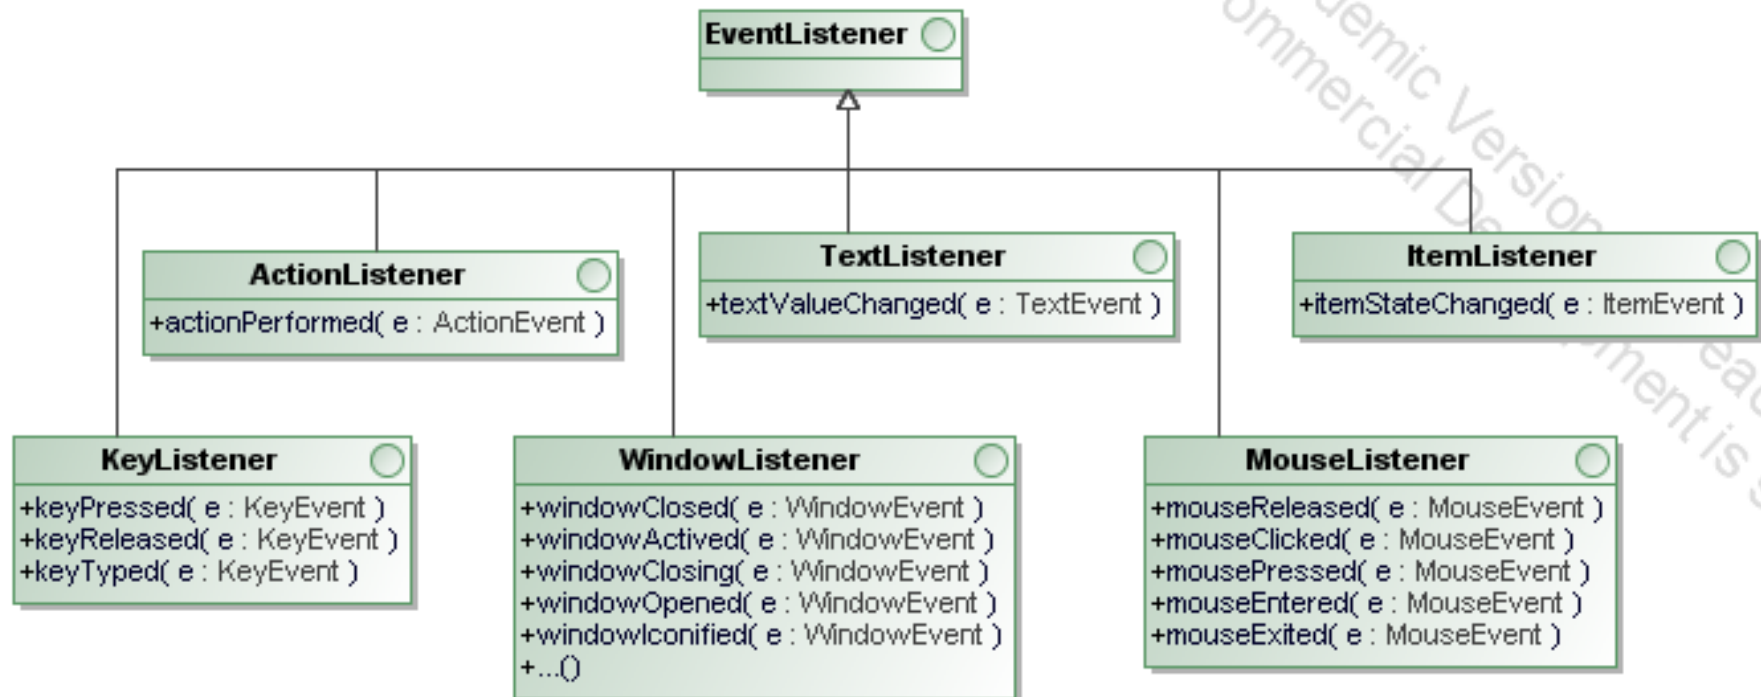 EventListener
ActionListener
+actionPerformed( e : ActionEvent )
TextListener
+textValueChanged( e : TextEvent )
ItemListener
+itemStateChanged( e : ItemEvent )
KeyListener
+keyPressed( e : KeyEvent )
+keyReleased( e : KeyEvent )
+keyTyped( e : KeyEvent )
WindowListener
+windowClosed( e : WindowEvent )
+windowActived( e : WindowEvent )
+windowClosing( e : WindowEvent )
+windowOpened( e : WindowEvent )
+windowIconified( e : WindowEvent )
+...()
MouseListener
+mouseReleased( e : MouseEvent )
+mouseClicked( e : MouseEvent )
+mousePressed( e : MouseEvent )
+mouseEntered( e : MouseEvent )
+mouseExited( e : MouseEvent )
Version
is